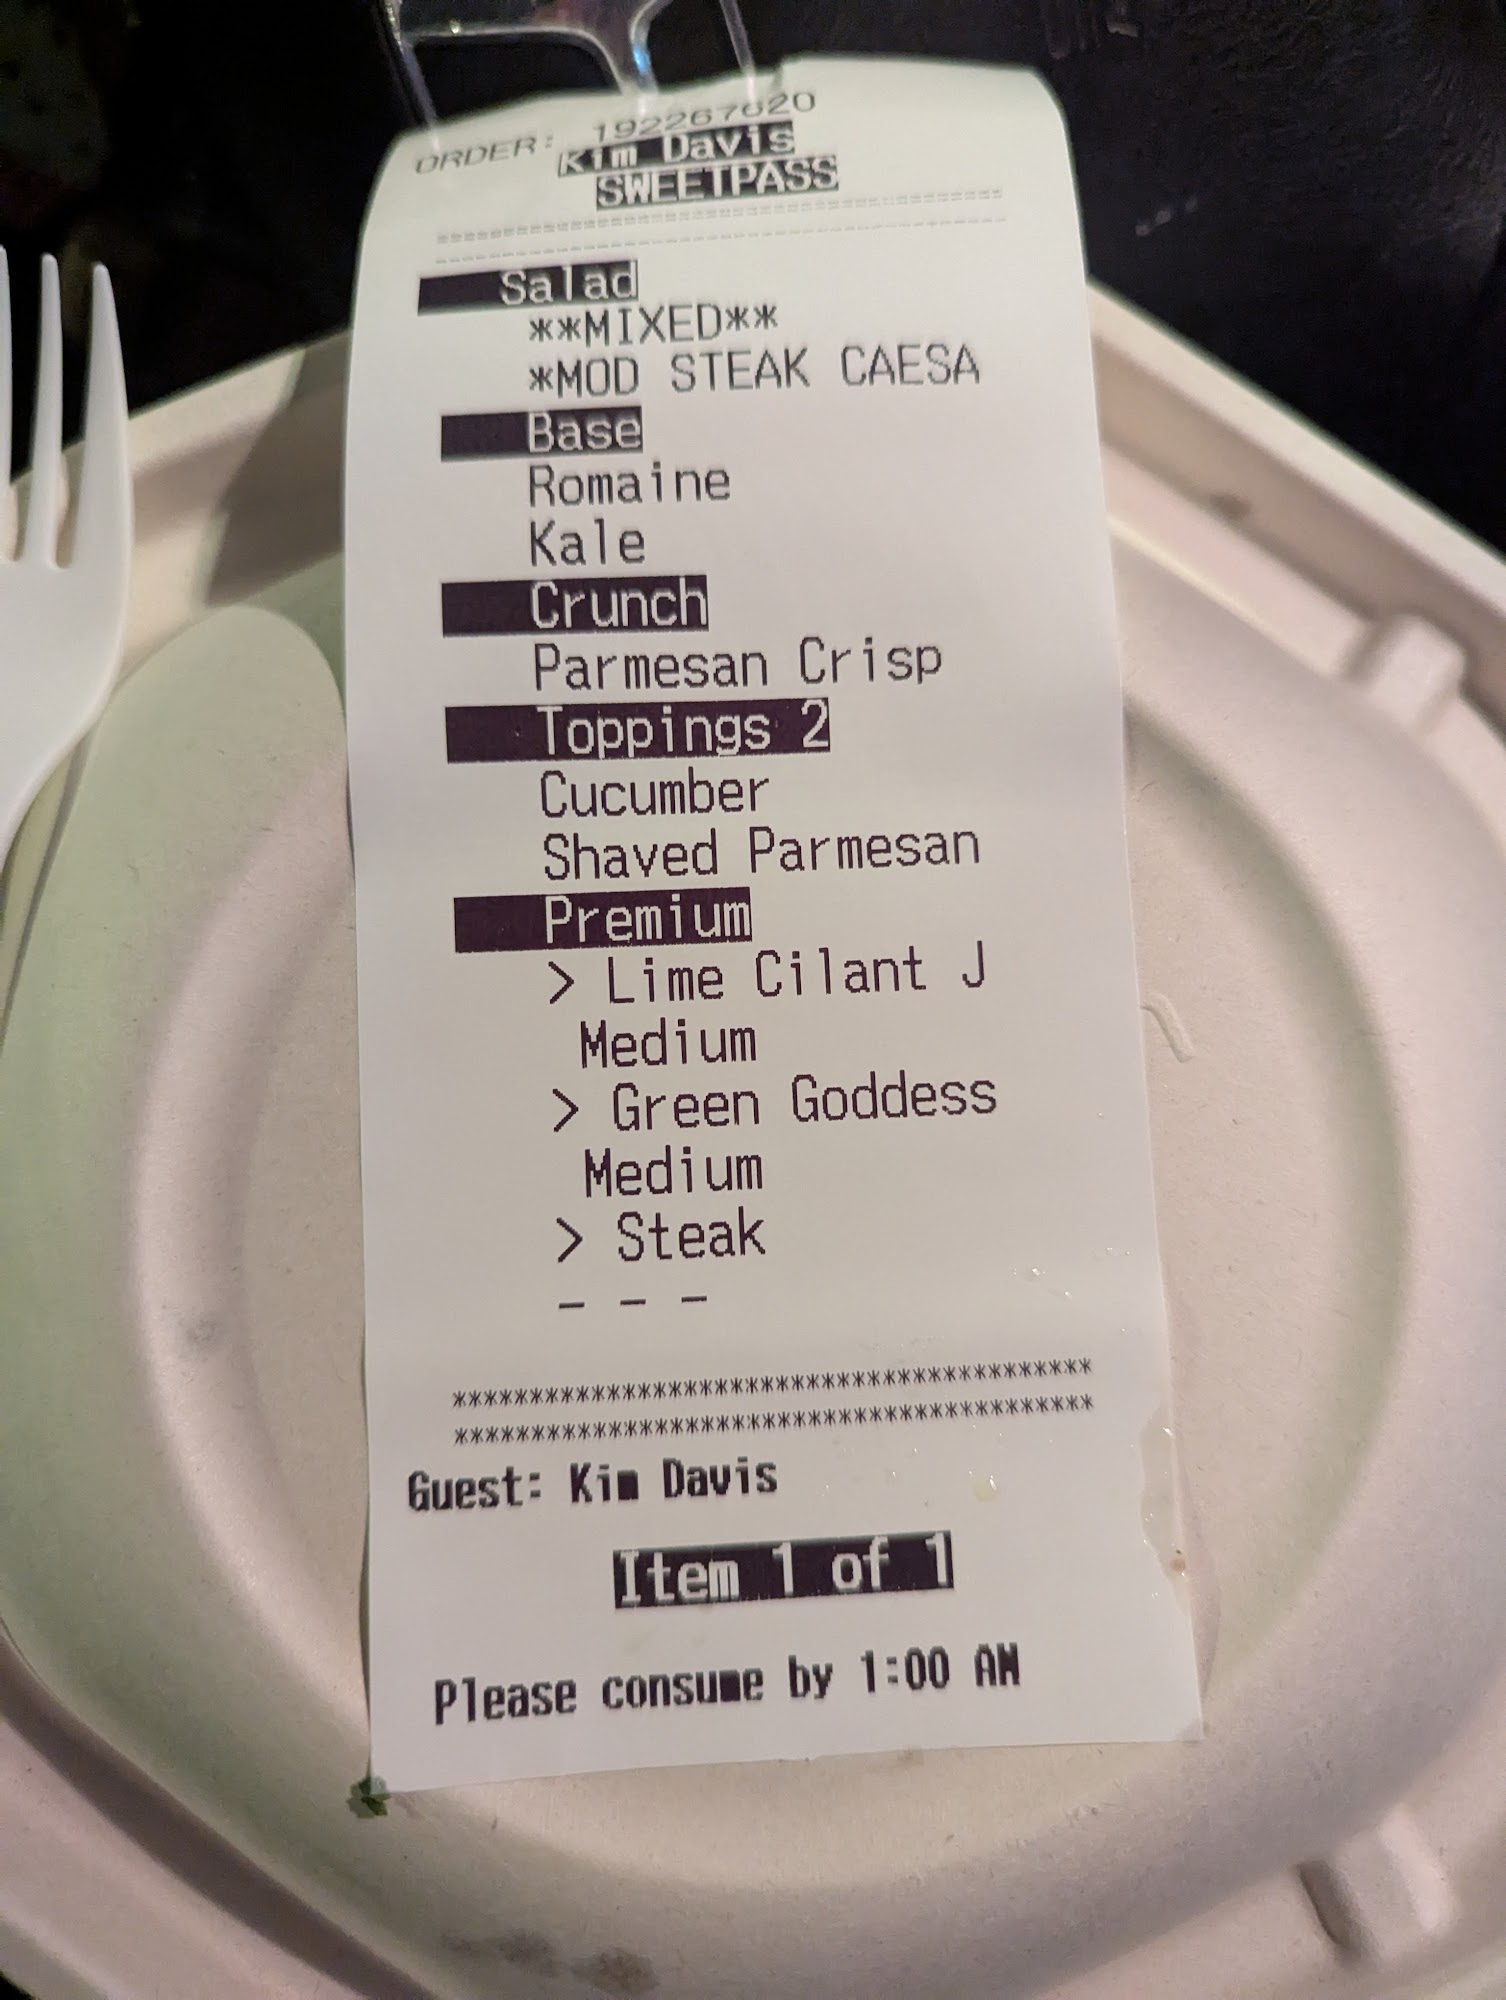 ORDER: 192267620
Kim Davis
SWEETPASS
Salad
**MIXED**
*MOD STEAK CAESA
Base
Romaine
Kale
Crunch
Parmesan Crisp
Toppings 2
Cucumber
Shaved Parmesan
Premium
> Lime Cilant J
Medium
> Green Goddess
Medium
> Steak
- - -
******************************************
******************************************
Guest: Kim Davis
Item 1 of 1
Please consume by 1:00 AM